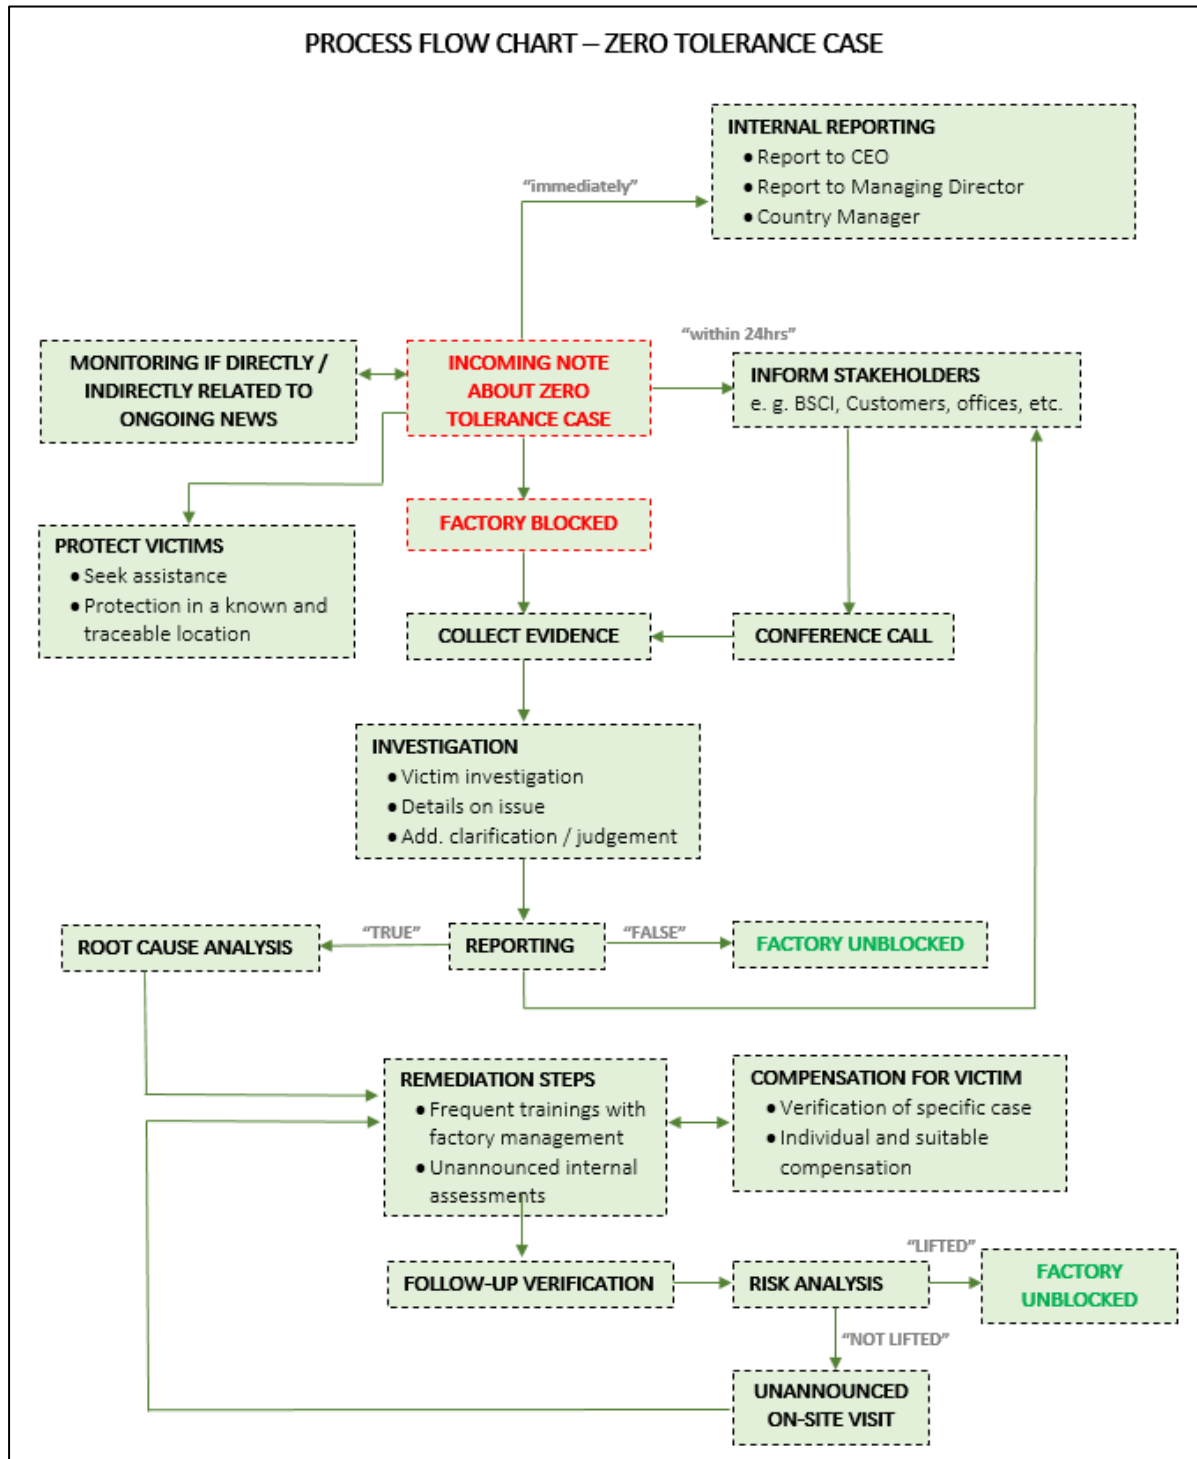 PROCESS FLOW CHART – ZERO TOLERANCE CASE
INTERNAL REPORTING
● Report to CEO
● Report to Managing Director
● Country Manager
“immediately”
“within 24hrs”
MONITORING IF DIRECTLY /
INDIRECTLY RELATED TO
ONGOING NEWS
INCOMING NOTE
ABOUT ZERO
TOLERANCE CASE
INFORM STAKEHOLDERS
e. g. BSCI, Customers, offices, etc.
FACTORY BLOCKED
PROTECT VICTIMS
● Seek assistance
● Protection in a known and
traceable location
COLLECT EVIDENCE
CONFERENCE CALL
INVESTIGATION
● Victim investigation
● Details on issue
● Add. clarification / judgement
ROOT CAUSE ANALYSIS
“TRUE”
REPORTING
“FALSE”
FACTORY UNBLOCKED
REMEDIATION STEPS
● Frequent trainings with
factory management
● Unannounced internal
assessments
COMPENSATION FOR VICTIM
● Verification of specific case
● Individual and suitable
compensation
FOLLOW-UP VERIFICATION
RISK ANALYSIS
“LIFTED”
FACTORY
UNBLOCKED
“NOT LIFTED”
UNANNOUNCED
ON-SITE VISIT